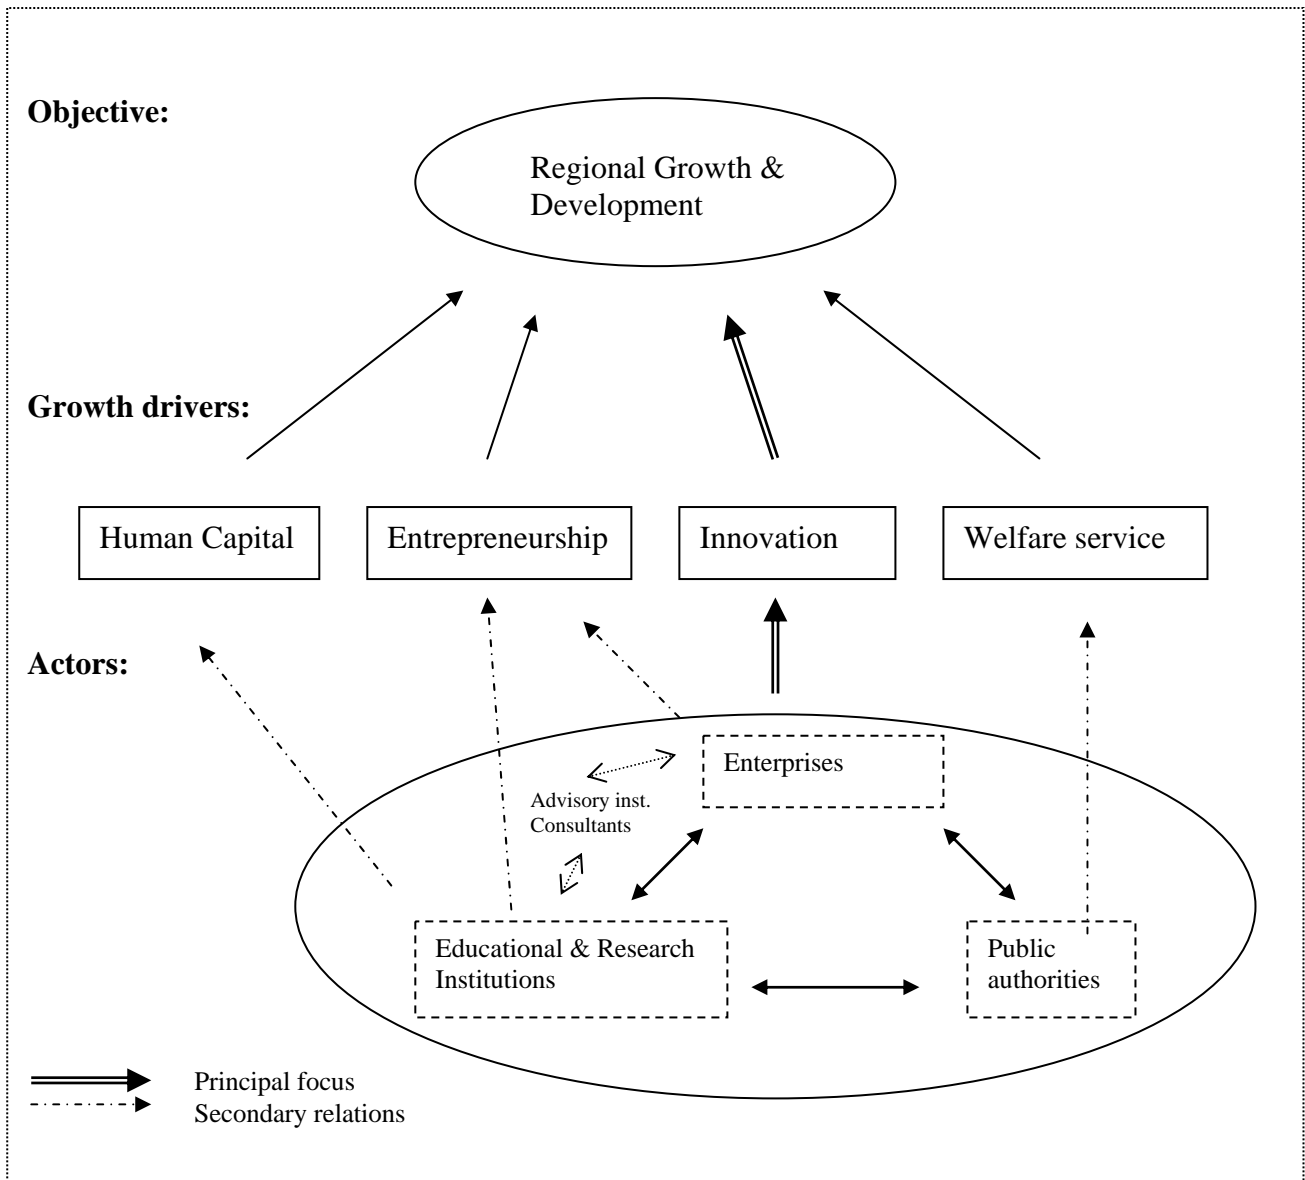 Objective:
Regional Growth &
Development
Growth drivers:
Human Capital
Entrepreneurship
Innovation
Welfare service
Actors:
Enterprises
Advisory inst.
Consultants
Educational & Research
Institutions
Public
authorities
Principal focus
Secondary relations